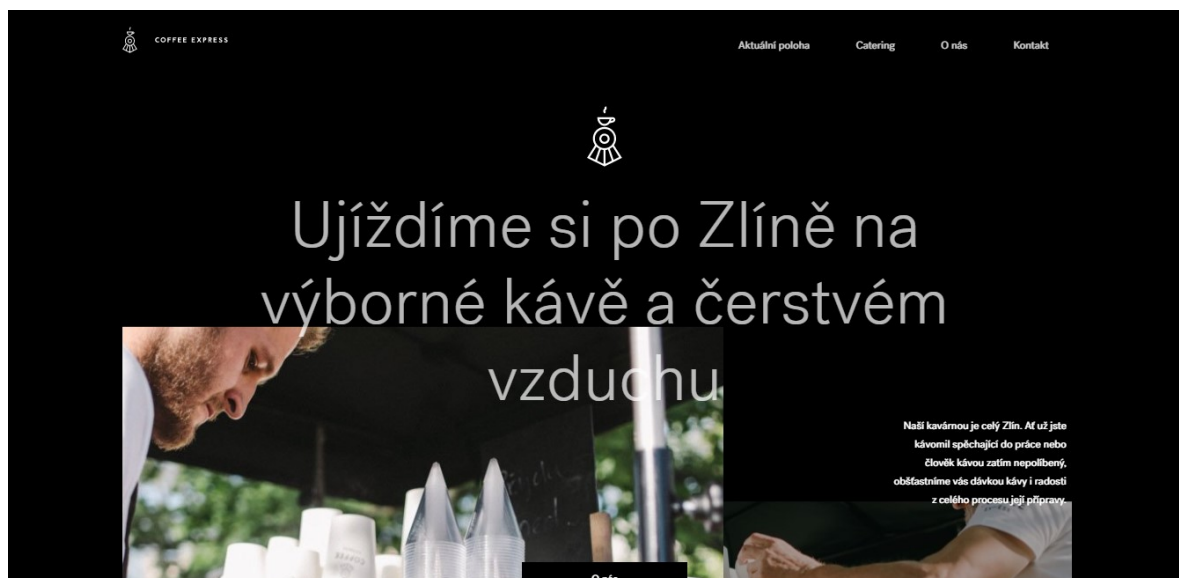 COFFEE EXPRESS
Aktuální poloha
Catering
O nás
Kontakt
Ujíždíme si po Zlíně na
výborné kávě a čerstvém
vzduchu
Naší kavárnou je celý Zlín. Ať už jste
kávomil spěchající do práce nebo
člověk kávou zatím nepolíbený,
obšťastníme vás dávkou kávy i radosti
z celého procesu její přípravy.
COFFEE